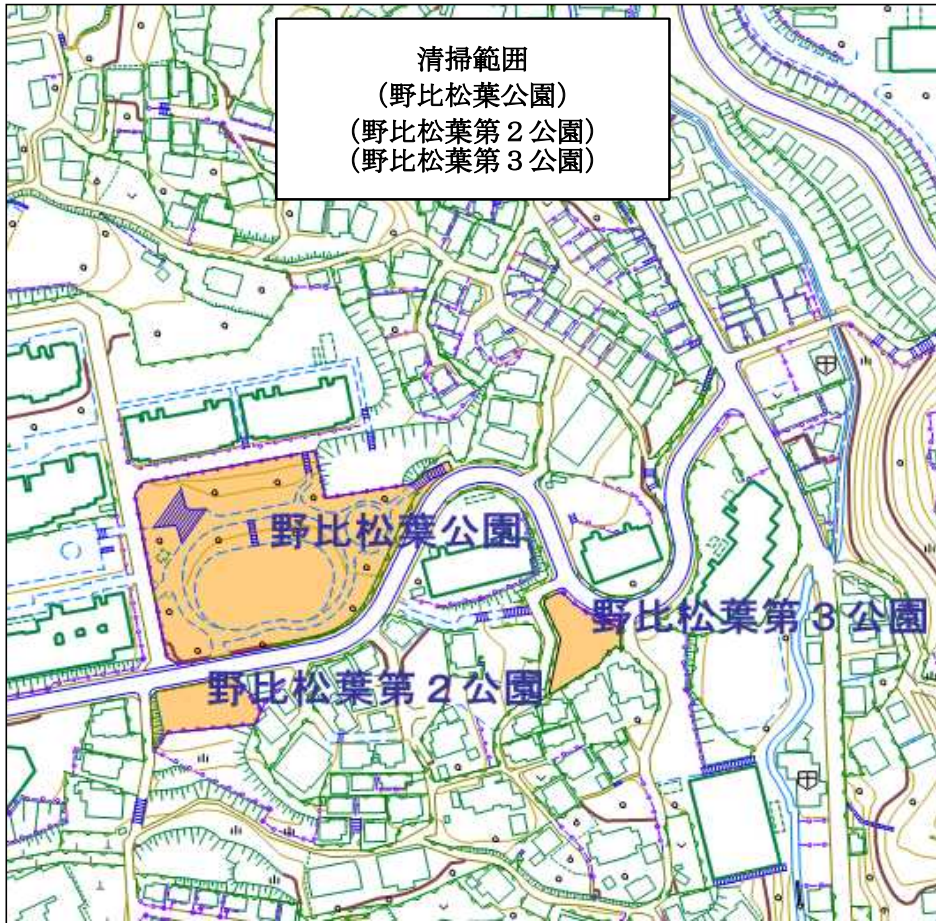 清掃範囲
（野比松葉公園）
（野比松葉第２公園）
（野比松葉第３公園）
野比松葉公園
野比松葉第３公園
野比松葉第２公園